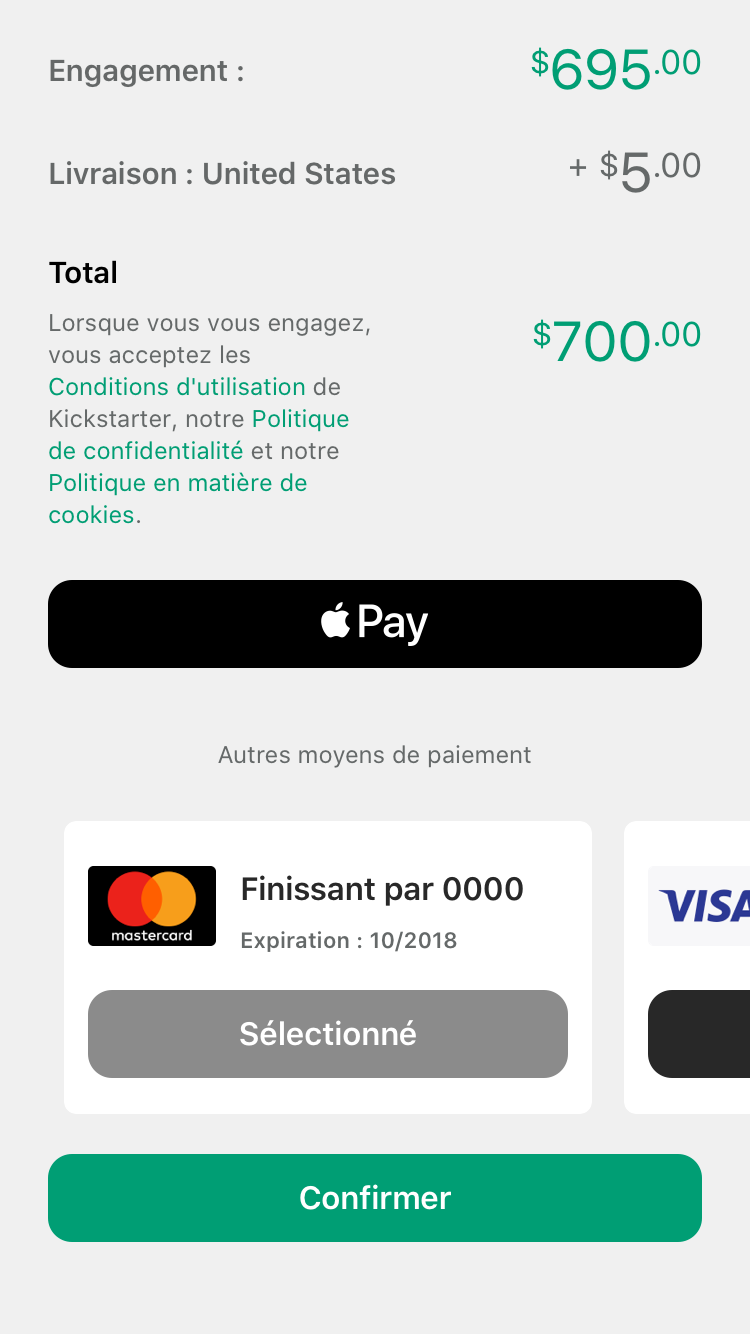 Engagement : $695.00
Livraison : United States + $5.00
Total
Lorsque vous vous engagez,
vous acceptez les
Conditions d'utilisation de
Kickstarter, notre Politique
de confidentialité et notre
Politique en matière de
cookies.
$700.00
Pay
Autres moyens de paiement
mastercard
Finissant par 0000
Expiration : 10/2018
Sélectionné
VISA
Confirmer